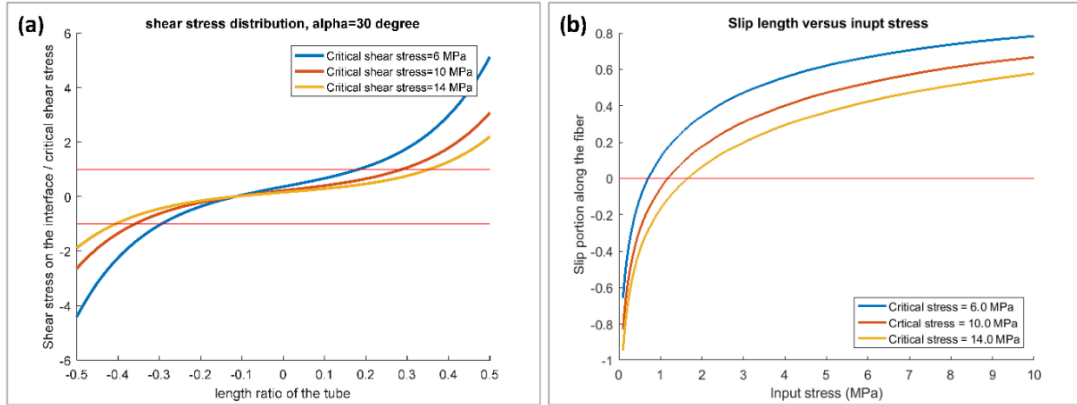 (a)
shear stress distribution, alpha=30 degree
Critical shear stress=6 MPa
Critical shear stress=10 MPa
Critical shear stress=14 MPa
Shear stress on the interface / critical shear stress
6
4
2
0
-2
-4
-6
-0.5 -0.4 -0.3 -0.2 -0.1 0 0.1 0.2 0.3 0.4 0.5
length ratio of the tube
(b)
Slip length versus inupt stress
Slip portion along the fiber
0.8
0.6
0.4
0.2
0
-0.2
-0.4
-0.6
-0.8
-1
Critical stress = 6.0 MPa
Critical stress = 10.0 MPa
Critical stress = 14.0 MPa
0 1 2 3 4 5 6 7 8 9 10
Input stress (MPa)